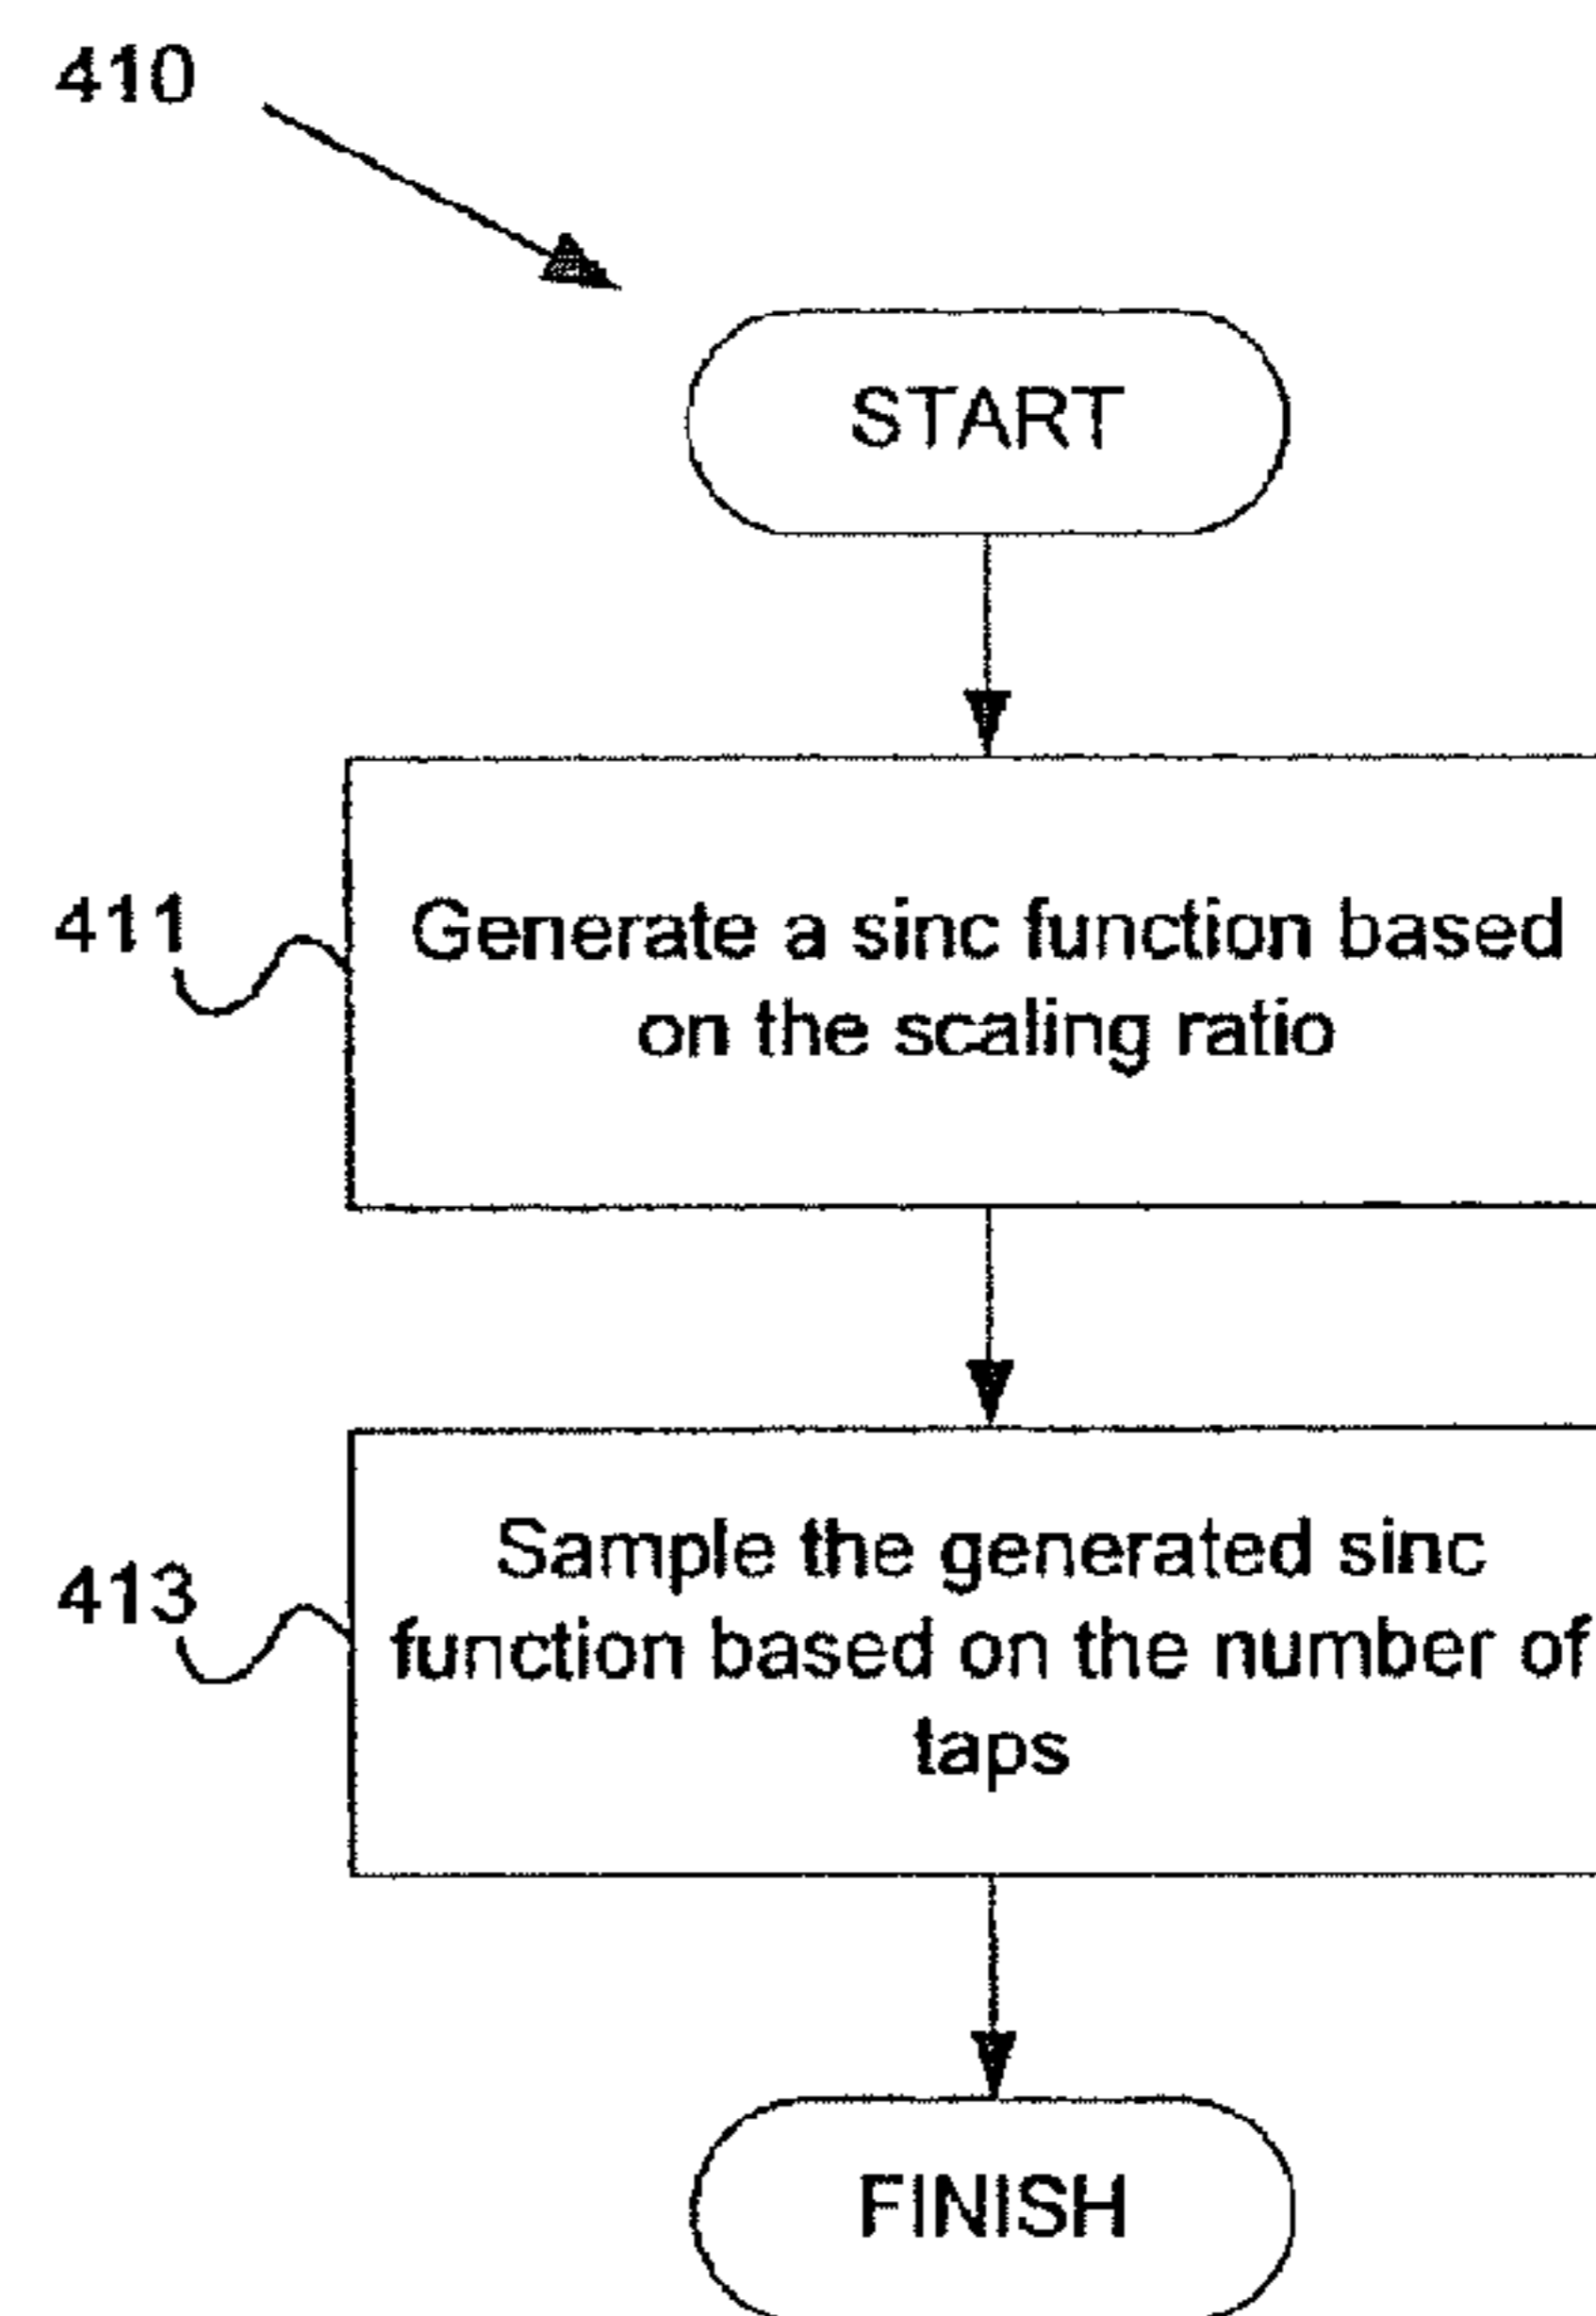 410
START
411
Generate a sinc function based
on the scaling ratio
413
Sample the generated sinc
function based on the number of
taps
FINISH